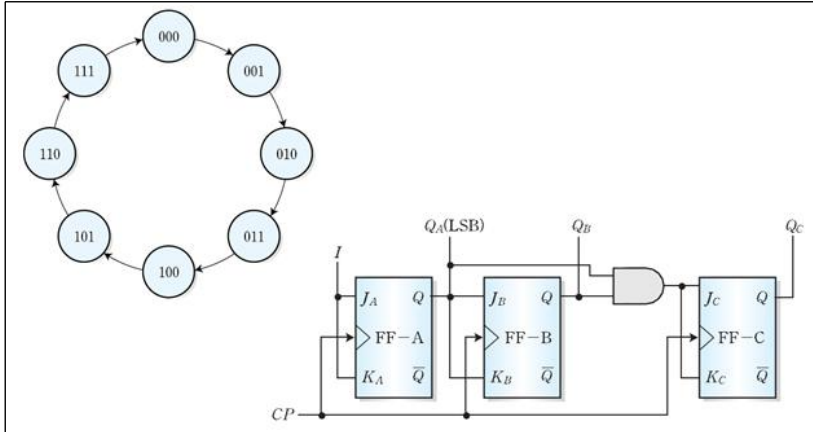 000
111
001
110
010
101
011
100
I
Q_A(LSB)
Q_B
Q_C
J_A Q
J_B Q
J_C Q
FF-A
FF-B
FF-C
K_A Q̅
K_B Q̅
K_C Q̅
CP